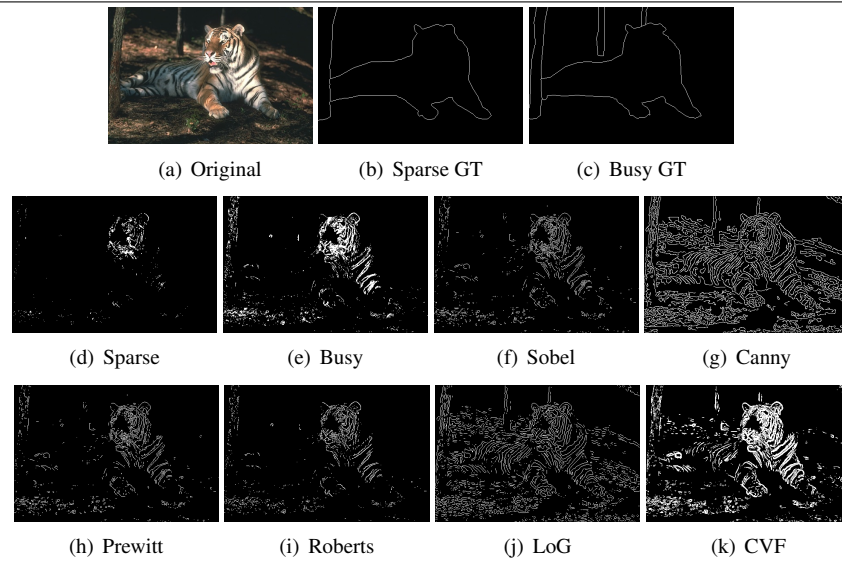 (a) Original
(b) Sparse GT
(c) Busy GT
(d) Sparse
(e) Busy
(f) Sobel
(g) Canny
(h) Prewitt
(i) Roberts
(j) LoG
(k) CVF